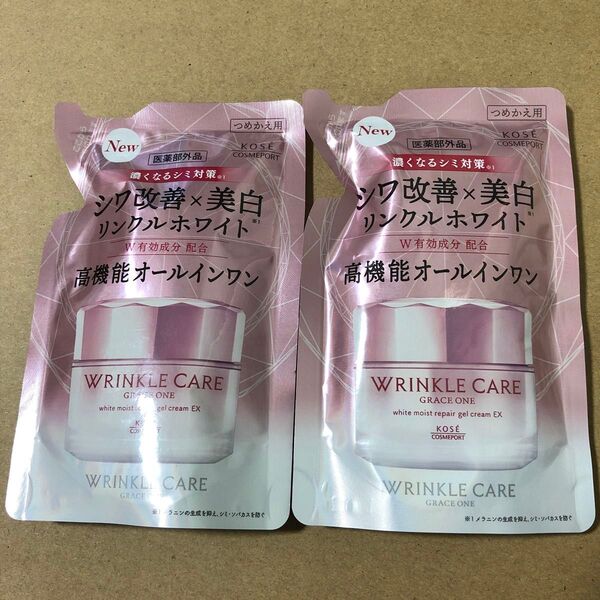 New
つめかえ用
医薬部外品
KOSÉ
COSMEPORT
濃くなるシミ対策※1
シワ改善×美白
リンクルホワイト※1
W有効成分 配合
高機能オールインワン
WRINKLE CARE
GRACE ONE
white moist repair gel cream EX
KOSÉ
COSMEPORT
WRINKLE CARE
GRACE ONE
※1 メラニンの生成を抑え、シミ・ソバカスを防ぐ
New
つめかえ用
医薬部外品
KOSÉ
COSMEPORT
濃くなるシミ対策※1
シワ改善×美白
リンクルホワイト※1
W有効成分 配合
高機能オールインワン
WRINKLE CARE
GRACE ONE
white moist repair gel cream EX
KOSÉ
COSMEPORT
WRINKLE CARE
GRACE ONE
※1 メラニンの生成を抑え、シミ・ソバカスを防ぐ